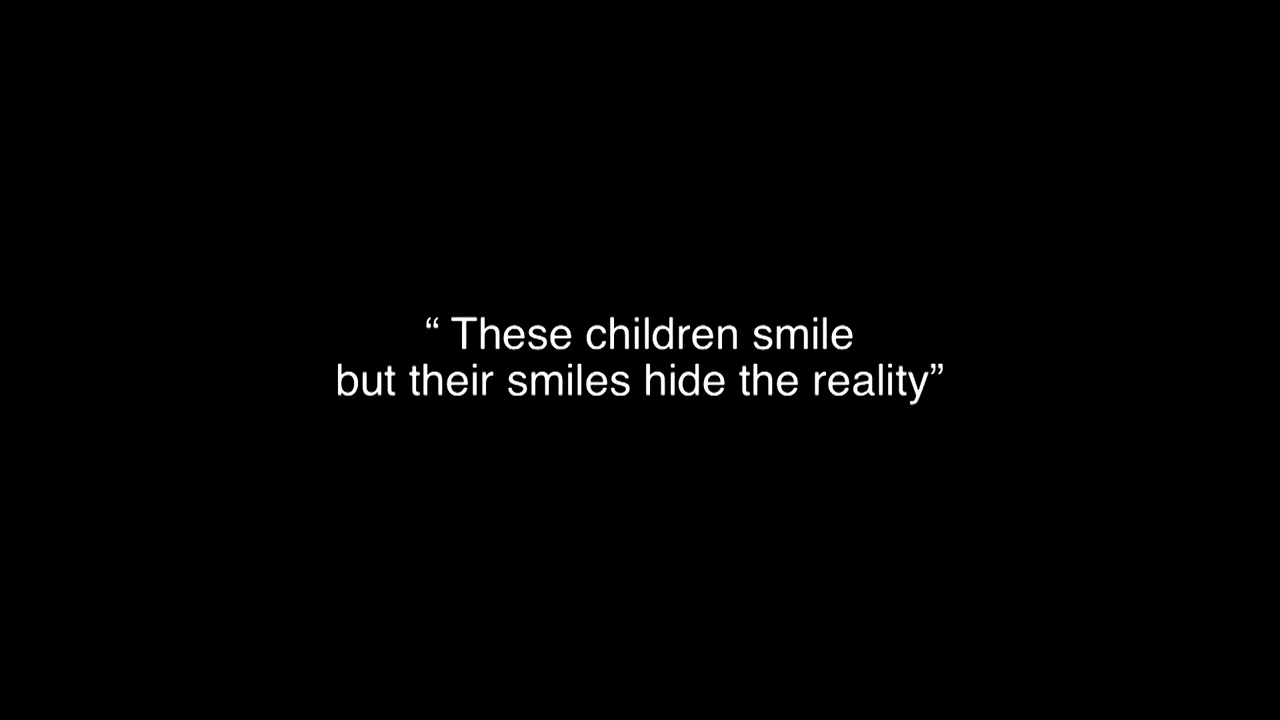 “ These children smile
but their smiles hide the reality”